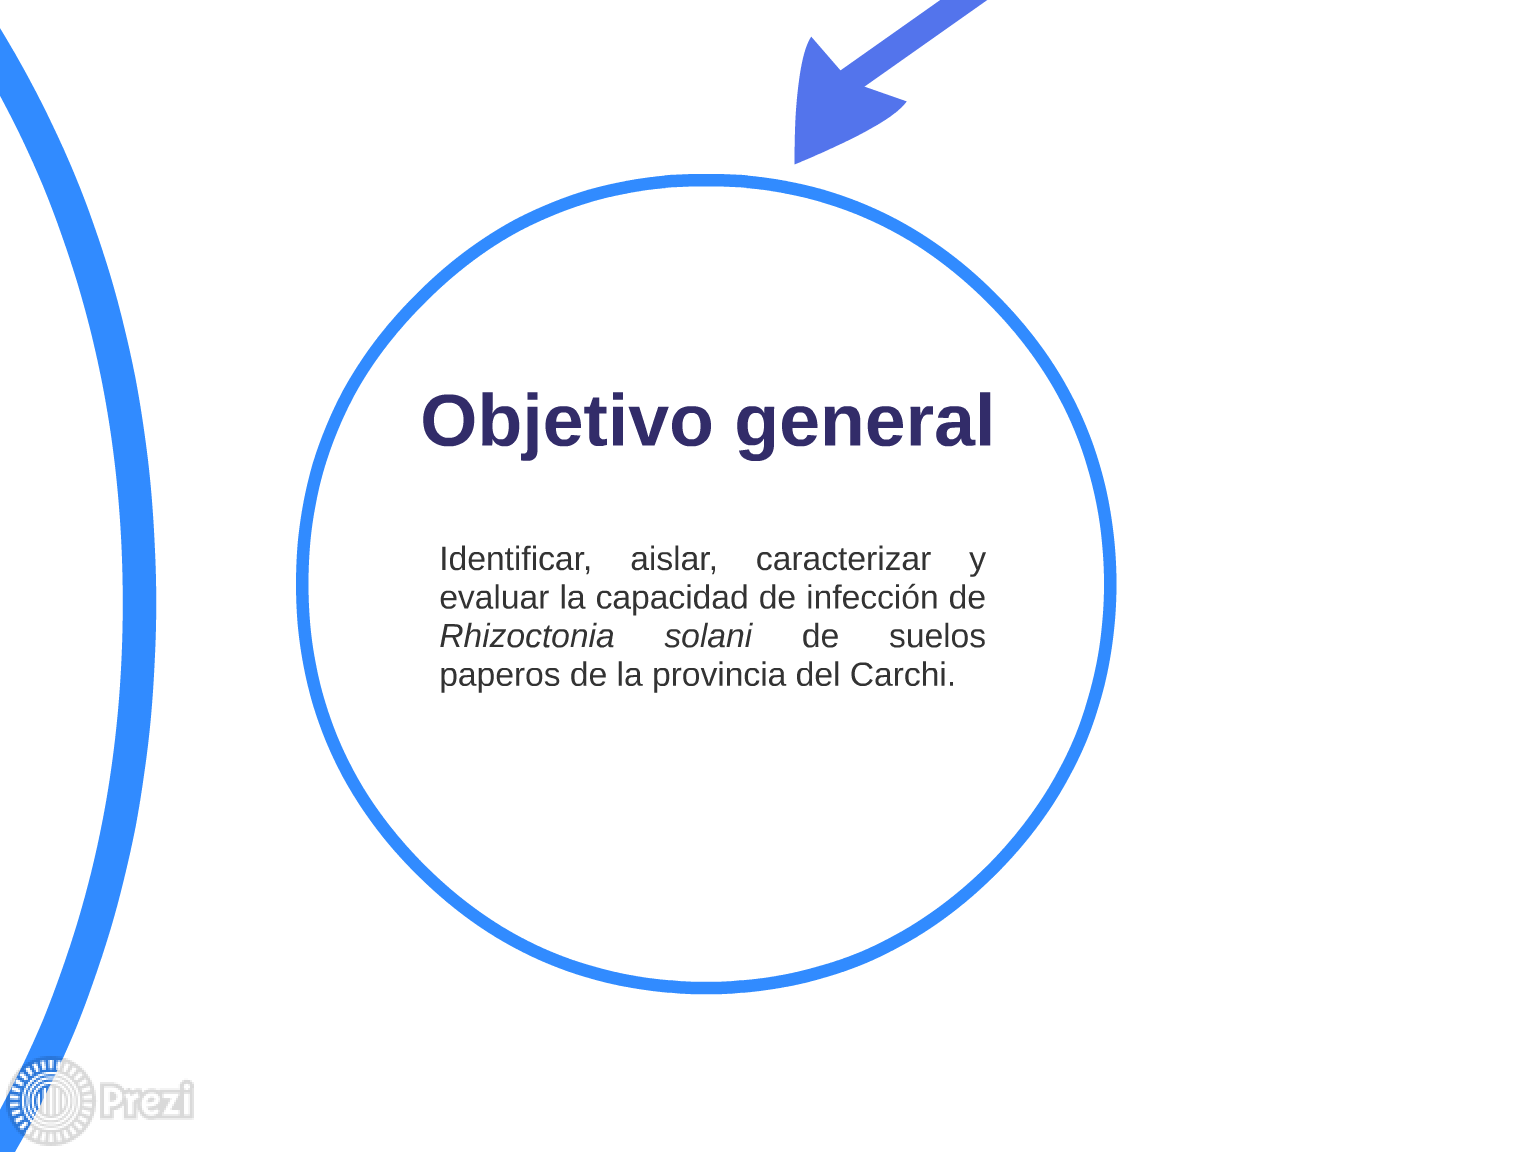 Objetivo general
Identificar, aislar, caracterizar y
evaluar la capacidad de infección de
Rhizoctonia solani de suelos
paperos de la provincia del Carchi.
Prezi